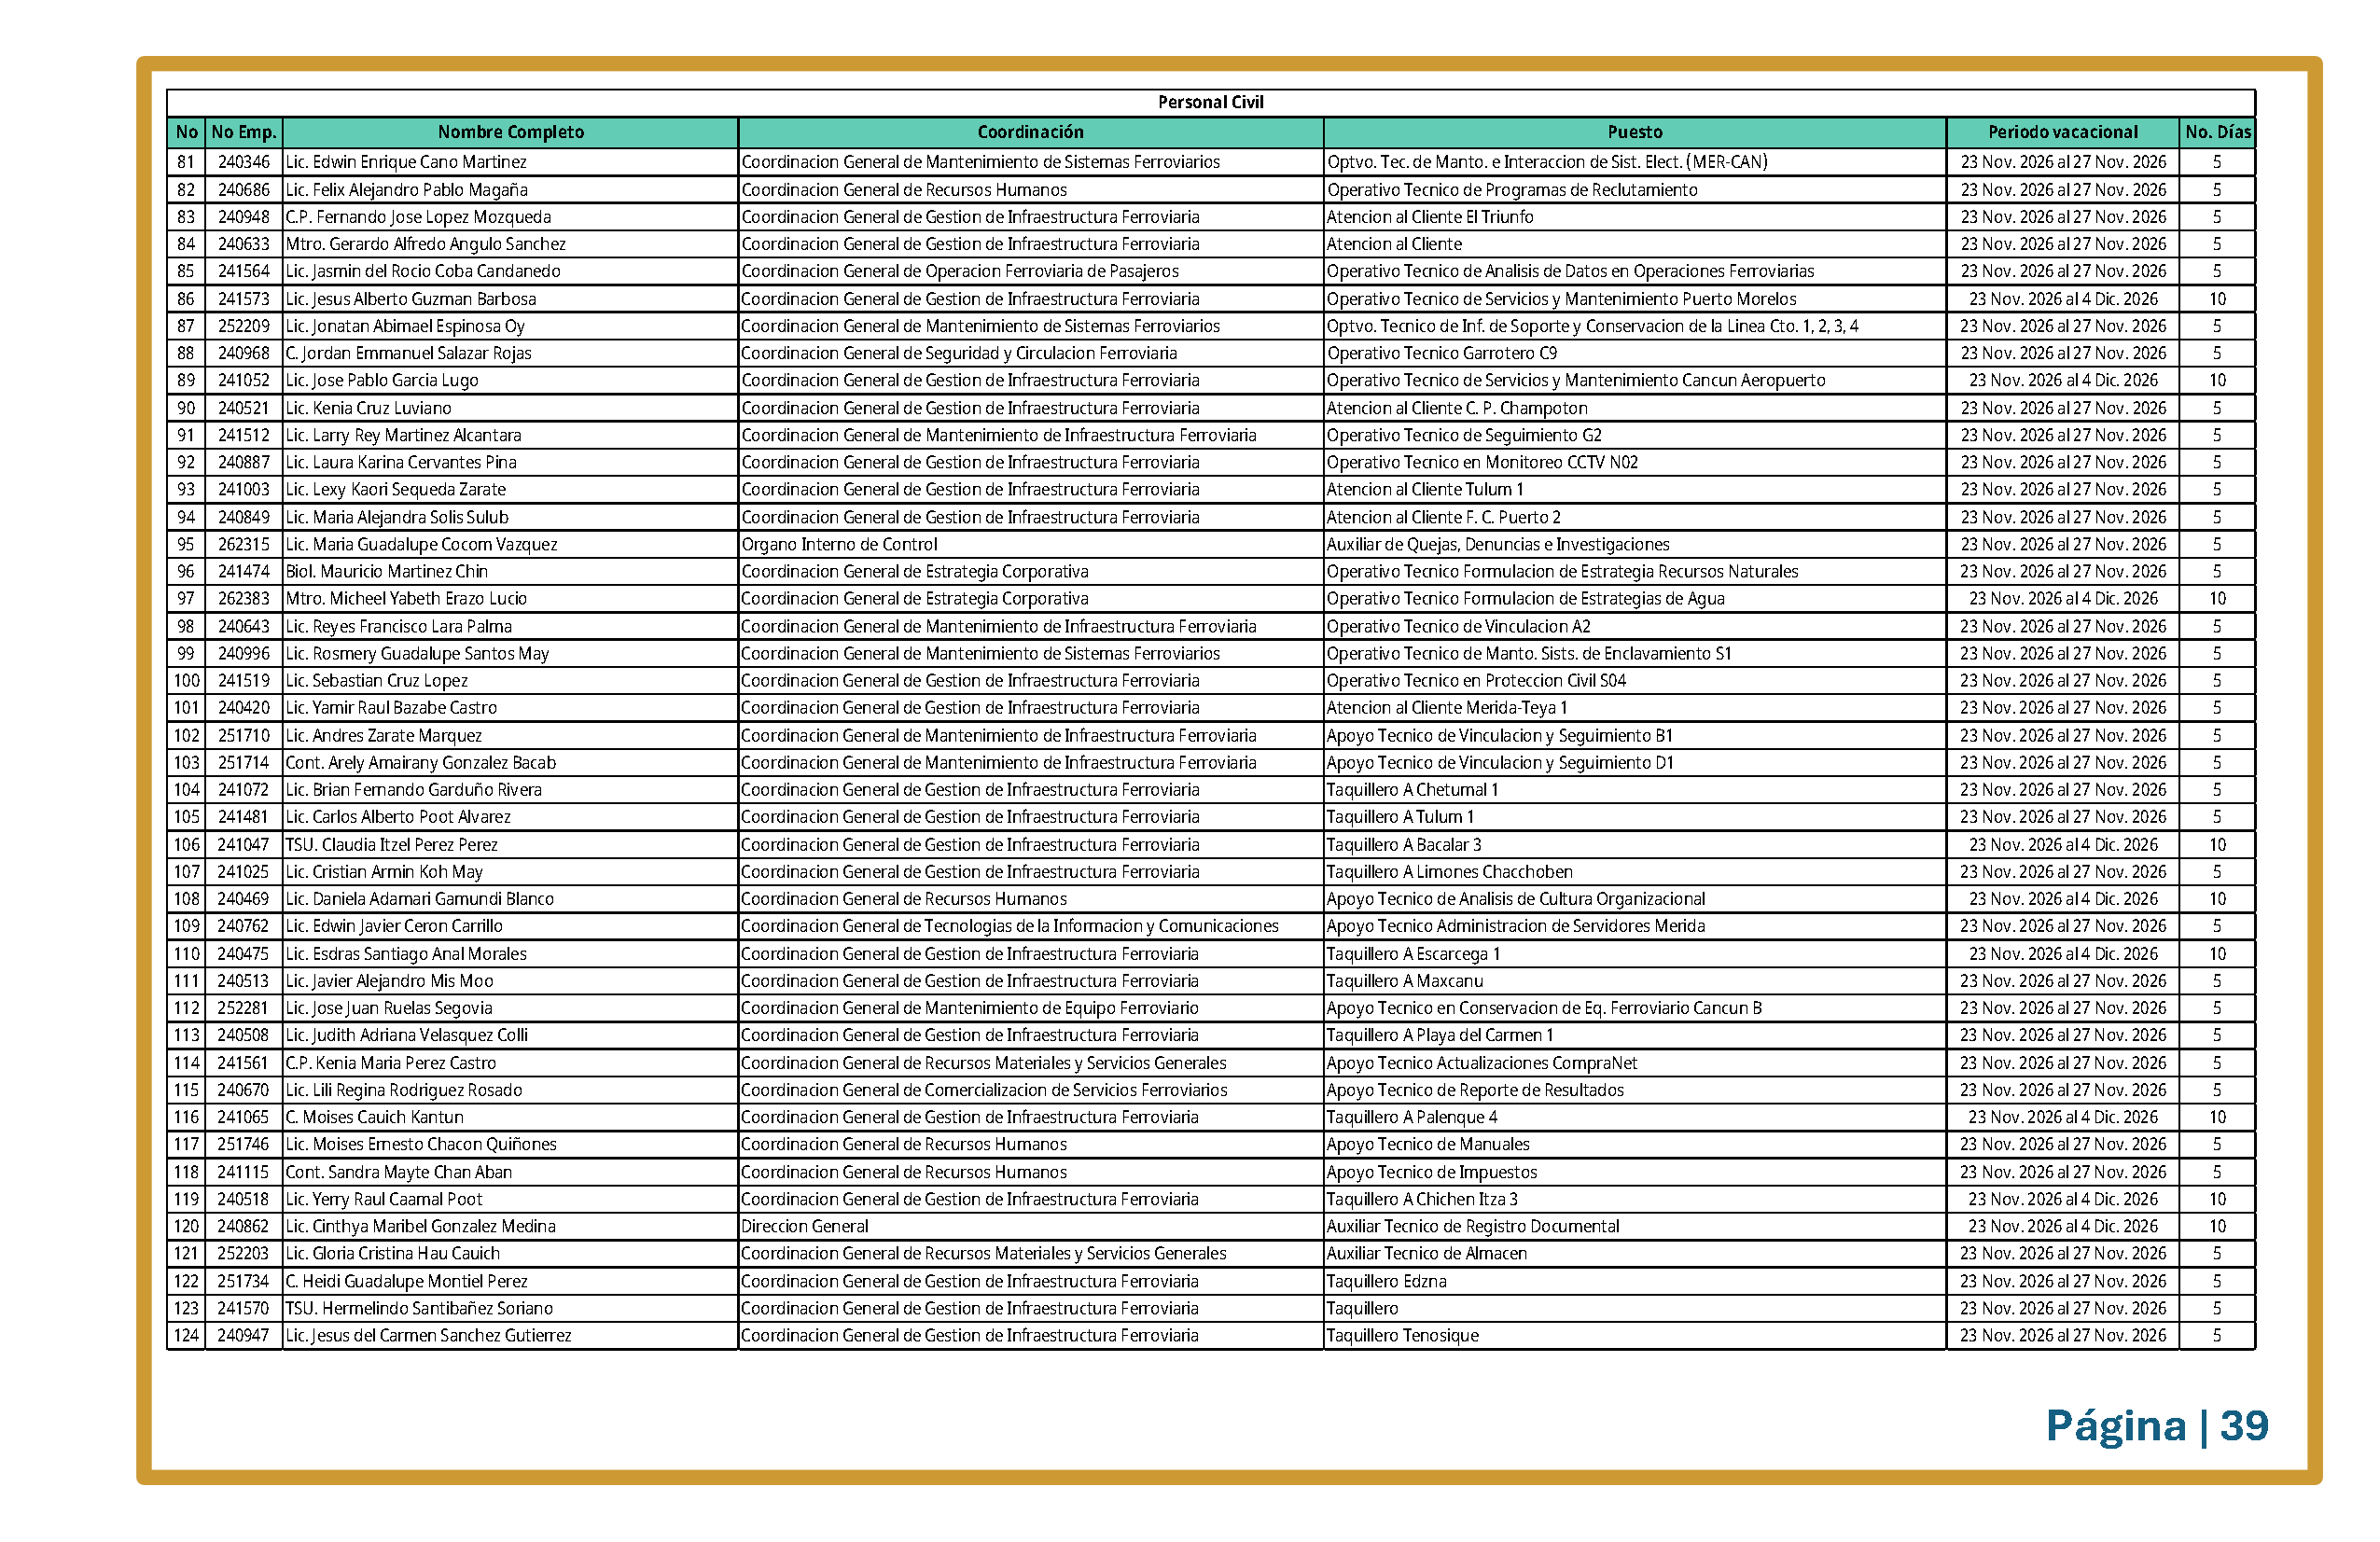 Personal Civil
No No Emp. Nombre Completo Coordinación Puesto Periodo vacacional No. Días
81 240346 Lic. Edwin Enrique Cano Martinez Coordinacion General de Mantenimiento de Sistemas Ferroviarios Optvo. Tec. de Manto. e Interaccion de Sist. Elect. (MER-CAN) 23 Nov. 2026 al 27 Nov. 2026 5
82 240686 Lic. Felix Alejandro Pablo Magaña Coordinacion General de Recursos Humanos Operativo Tecnico de Programas de Reclutamiento 23 Nov. 2026 al 27 Nov. 2026 5
83 240948 C.P. Fernando Jose Lopez Mozqueda Coordinacion General de Gestion de Infraestructura Ferroviaria Atencion al Cliente El Triunfo 23 Nov. 2026 al 27 Nov. 2026 5
84 240633 Mtro. Gerardo Alfredo Angulo Sanchez Coordinacion General de Gestion de Infraestructura Ferroviaria Atencion al Cliente 23 Nov. 2026 al 27 Nov. 2026 5
85 241564 Lic. Jasmin del Rocio Coba Candanedo Coordinacion General de Operacion Ferroviaria de Pasajeros Operativo Tecnico de Analisis de Datos en Operaciones Ferroviarias 23 Nov. 2026 al 27 Nov. 2026 5
86 241573 Lic. Jesus Alberto Guzman Barbosa Coordinacion General de Gestion de Infraestructura Ferroviaria Operativo Tecnico de Servicios y Mantenimiento Puerto Morelos 23 Nov. 2026 al 4 Dic. 2026 10
87 252209 Lic. Jonatan Abimael Espinosa Oy Coordinacion General de Mantenimiento de Sistemas Ferroviarios Optvo. Tecnico de Inf. de Soporte y Conservacion de la Linea Cto. 1, 2, 3, 4 23 Nov. 2026 al 27 Nov. 2026 5
88 240968 C. Jordan Emmanuel Salazar Rojas Coordinacion General de Seguridad y Circulacion Ferroviaria Operativo Tecnico Garrotero C9 23 Nov. 2026 al 27 Nov. 2026 5
89 241052 Lic. Jose Pablo Garcia Lugo Coordinacion General de Gestion de Infraestructura Ferroviaria Operativo Tecnico de Servicios y Mantenimiento Cancun Aeropuerto 23 Nov. 2026 al 4 Dic. 2026 10
90 240521 Lic. Kenia Cruz Luviano Coordinacion General de Gestion de Infraestructura Ferroviaria Atencion al Cliente C. P. Champoton 23 Nov. 2026 al 27 Nov. 2026 5
91 241512 Lic. Larry Rey Martinez Alcantara Coordinacion General de Mantenimiento de Infraestructura Ferroviaria Operativo Tecnico de Seguimiento G2 23 Nov. 2026 al 27 Nov. 2026 5
92 240887 Lic. Laura Karina Cervantes Pina Coordinacion General de Gestion de Infraestructura Ferroviaria Operativo Tecnico en Monitoreo CCTV N02 23 Nov. 2026 al 27 Nov. 2026 5
93 241003 Lic. Lexy Kaori Sequeda Zarate Coordinacion General de Gestion de Infraestructura Ferroviaria Atencion al Cliente Tulum 1 23 Nov. 2026 al 27 Nov. 2026 5
94 240849 Lic. Maria Alejandra Solis Sulub Coordinacion General de Gestion de Infraestructura Ferroviaria Atencion al Cliente F. C. Puerto 2 23 Nov. 2026 al 27 Nov. 2026 5
95 262315 Lic. Maria Guadalupe Cocom Vazquez Organo Interno de Control Auxiliar de Quejas, Denuncias e Investigaciones 23 Nov. 2026 al 27 Nov. 2026 5
96 241474 Biol. Mauricio Martinez Chin Coordinacion General de Estrategia Corporativa Operativo Tecnico Formulacion de Estrategia Recursos Naturales 23 Nov. 2026 al 27 Nov. 2026 5
97 262383 Mtro. Micheel Yabeth Erazo Lucio Coordinacion General de Estrategia Corporativa Operativo Tecnico Formulacion de Estrategias de Agua 23 Nov. 2026 al 4 Dic. 2026 10
98 240643 Lic. Reyes Francisco Lara Palma Coordinacion General de Mantenimiento de Infraestructura Ferroviaria Operativo Tecnico de Vinculacion A2 23 Nov. 2026 al 27 Nov. 2026 5
99 240996 Lic. Rosmery Guadalupe Santos May Coordinacion General de Mantenimiento de Sistemas Ferroviarios Operativo Tecnico de Manto. Sists. de Enclavamiento S1 23 Nov. 2026 al 27 Nov. 2026 5
100 241519 Lic. Sebastian Cruz Lopez Coordinacion General de Gestion de Infraestructura Ferroviaria Operativo Tecnico en Proteccion Civil S04 23 Nov. 2026 al 27 Nov. 2026 5
101 240420 Lic. Yamir Raul Bazabe Castro Coordinacion General de Gestion de Infraestructura Ferroviaria Atencion al Cliente Merida-Teya 1 23 Nov. 2026 al 27 Nov. 2026 5
102 251710 Lic. Andres Zarate Marquez Coordinacion General de Mantenimiento de Infraestructura Ferroviaria Apoyo Tecnico de Vinculacion y Seguimiento B1 23 Nov. 2026 al 27 Nov. 2026 5
103 251714 Cont. Arely Amairany Gonzalez Bacab Coordinacion General de Mantenimiento de Infraestructura Ferroviaria Apoyo Tecnico de Vinculacion y Seguimiento D1 23 Nov. 2026 al 27 Nov. 2026 5
104 241072 Lic. Brian Fernando Garduño Rivera Coordinacion General de Gestion de Infraestructura Ferroviaria Taquillero A Chetumal 1 23 Nov. 2026 al 27 Nov. 2026 5
105 241481 Lic. Carlos Alberto Poot Alvarez Coordinacion General de Gestion de Infraestructura Ferroviaria Taquillero A Tulum 1 23 Nov. 2026 al 27 Nov. 2026 5
106 241047 TSU. Claudia Itzel Perez Perez Coordinacion General de Gestion de Infraestructura Ferroviaria Taquillero A Bacalar 3 23 Nov. 2026 al 4 Dic. 2026 10
107 241025 Lic. Cristian Armin Koh May Coordinacion General de Gestion de Infraestructura Ferroviaria Taquillero A Limones Chacchoben 23 Nov. 2026 al 27 Nov. 2026 5
108 240469 Lic. Daniela Adamari Gamundi Blanco Coordinacion General de Recursos Humanos Apoyo Tecnico de Analisis de Cultura Organizacional 23 Nov. 2026 al 4 Dic. 2026 10
109 240762 Lic. Edwin Javier Ceron Carrillo Coordinacion General de Tecnologias de la Informacion y Comunicaciones Apoyo Tecnico Administracion de Servidores Merida 23 Nov. 2026 al 27 Nov. 2026 5
110 240475 Lic. Esdras Santiago Anal Morales Coordinacion General de Gestion de Infraestructura Ferroviaria Taquillero A Escarcega 1 23 Nov. 2026 al 4 Dic. 2026 10
111 240513 Lic. Javier Alejandro Mis Moo Coordinacion General de Gestion de Infraestructura Ferroviaria Taquillero A Maxcanu 23 Nov. 2026 al 27 Nov. 2026 5
112 252281 Lic. Jose Juan Ruelas Segovia Coordinacion General de Mantenimiento de Equipo Ferroviario Apoyo Tecnico en Conservacion de Eq. Ferroviario Cancun B 23 Nov. 2026 al 27 Nov. 2026 5
113 240508 Lic. Judith Adriana Velasquez Colli Coordinacion General de Gestion de Infraestructura Ferroviaria Taquillero A Playa del Carmen 1 23 Nov. 2026 al 27 Nov. 2026 5
114 241561 C.P. Kenia Maria Perez Castro Coordinacion General de Recursos Materiales y Servicios Generales Apoyo Tecnico Actualizaciones CompraNet 23 Nov. 2026 al 27 Nov. 2026 5
115 240670 Lic. Lili Regina Rodriguez Rosado Coordinacion General de Comercializacion de Servicios Ferroviarios Apoyo Tecnico de Reporte de Resultados 23 Nov. 2026 al 27 Nov. 2026 5
116 241065 C. Moises Cauich Kantun Coordinacion General de Gestion de Infraestructura Ferroviaria Taquillero A Palenque 4 23 Nov. 2026 al 4 Dic. 2026 10
117 251746 Lic. Moises Ernesto Chacon Quiñones Coordinacion General de Recursos Humanos Apoyo Tecnico de Manuales 23 Nov. 2026 al 27 Nov. 2026 5
118 241115 Cont. Sandra Mayte Chan Aban Coordinacion General de Recursos Humanos Apoyo Tecnico de Impuestos 23 Nov. 2026 al 27 Nov. 2026 5
119 240518 Lic. Yerry Raul Caamal Poot Coordinacion General de Gestion de Infraestructura Ferroviaria Taquillero A Chichen Itza 3 23 Nov. 2026 al 4 Dic. 2026 10
120 240862 Lic. Cinthya Maribel Gonzalez Medina Direccion General Auxiliar Tecnico de Registro Documental 23 Nov. 2026 al 4 Dic. 2026 10
121 252203 Lic. Gloria Cristina Hau Cauich Coordinacion General de Recursos Materiales y Servicios Generales Auxiliar Tecnico de Almacen 23 Nov. 2026 al 27 Nov. 2026 5
122 251734 C. Heidi Guadalupe Montiel Perez Coordinacion General de Gestion de Infraestructura Ferroviaria Taquillero Edzna 23 Nov. 2026 al 27 Nov. 2026 5
123 241570 TSU. Hermelindo Santibañez Soriano Coordinacion General de Gestion de Infraestructura Ferroviaria Taquillero 23 Nov. 2026 al 27 Nov. 2026 5
124 240947 Lic. Jesus del Carmen Sanchez Gutierrez Coordinacion General de Gestion de Infraestructura Ferroviaria Taquillero Tenosique 23 Nov. 2026 al 27 Nov. 2026 5
Página | 39